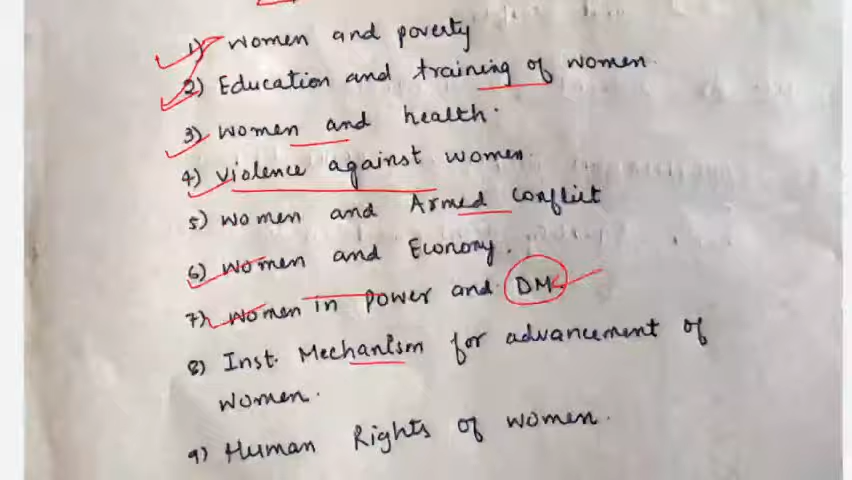 1) Women and poverty
2) Education and training of women.
3) Women and health.
4) Violence against women.
5) Women and Armed conflict
6) Women and Economy.
7) Women in Power and DM
8) Inst. Mechanism for advancement of
women.
9) Human Rights of women.